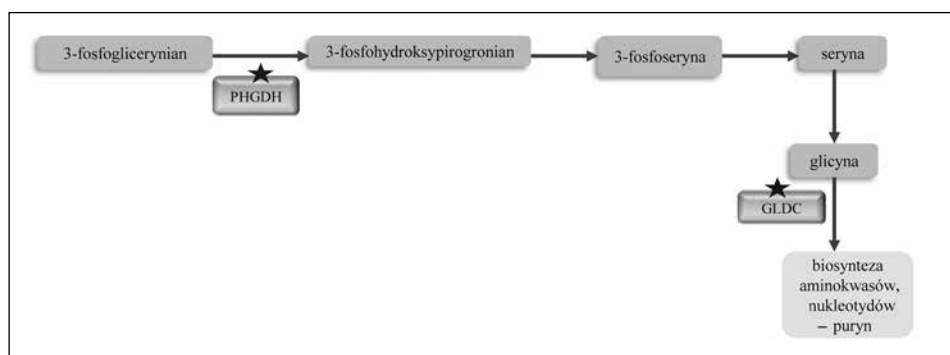 3-fosfoglicerynian
3-fosfohydroksypirogronian
3-fosfoseryna
seryna
PHGDH
glicyna
GLDC
biosynteza
aminokwasów,
nukleotydów
– puryn